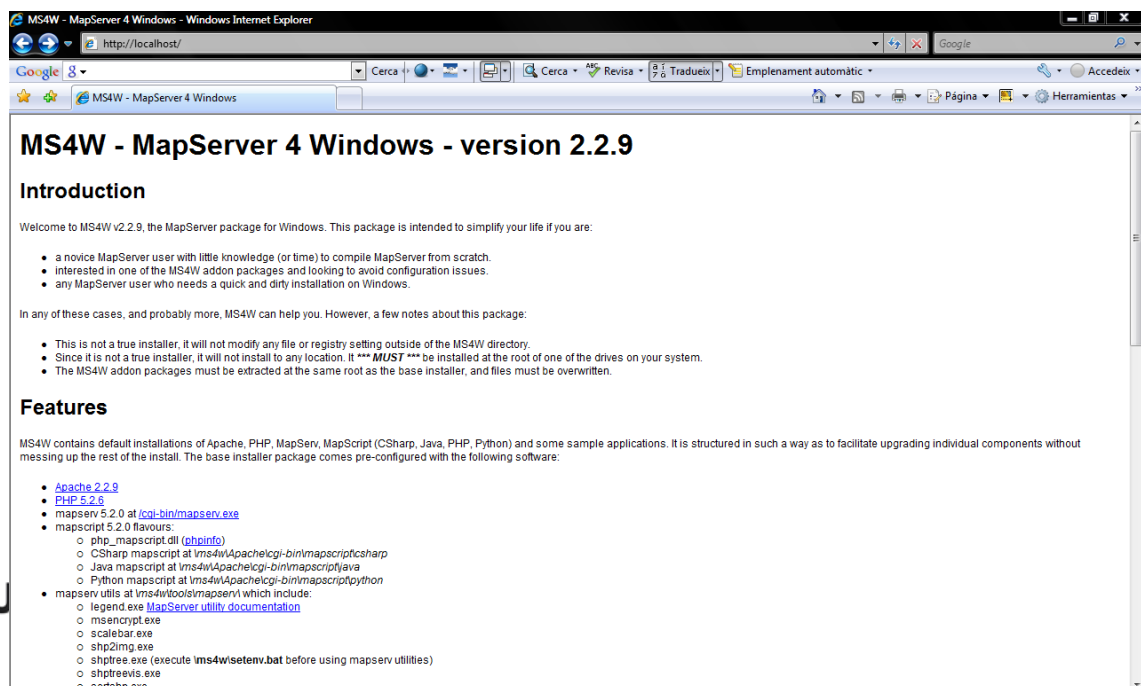 MS4W - MapServer 4 Windows - Windows Internet Explorer
http://localhost/
Google
Google
Cerca
Cerca
Revisa
Tradueix
Emplenament automàtic
Accedeix
MS4W - MapServer 4 Windows
Página
Herramientas
MS4W - MapServer 4 Windows - version 2.2.9
Introduction
Welcome to MS4W v2.2.9, the MapServer package for Windows. This package is intended to simplify your life if you are:
a novice MapServer user with little knowledge (or time) to compile MapServer from scratch.
interested in one of the MS4W addon packages and looking to avoid configuration issues.
any MapServer user who needs a quick and dirty installation on Windows.
In any of these cases, and probably more, MS4W can help you. However, a few notes about this package:
This is not a true installer, it will not modify any file or registry setting outside of the MS4W directory.
Since it is not a true installer, it will not install to any location. It *** MUST *** be installed at the root of one of the drives on your system.
The MS4W addon packages must be extracted at the same root as the base installer, and files must be overwritten.
Features
MS4W contains default installations of Apache, PHP, MapServ, MapScript (CSharp, Java, PHP, Python) and some sample applications. It is structured in such a way as to facilitate upgrading individual components without
messing up the rest of the install. The base installer package comes pre-configured with the following software:
Apache 2.2.9
PHP 5.2.6
mapserv 5.2.0 at /cgi-bin/mapserv.exe
mapscript 5.2.0 flavours:
php_mapscript.dll (phpinfo)
CSharp mapscript at \ms4w\Apache\cgi-bin\mapscript\csharp
Java mapscript at \ms4w\Apache\cgi-bin\mapscript\java
Python mapscript at \ms4w\Apache\cgi-bin\mapscript\python
mapserv utils at \ms4w\tools\mapserv\ which include:
legend.exe MapServer utility documentation
msencrypt.exe
scalebar.exe
shp2img.exe
shptree.exe (execute \ms4w\setenv.bat before using mapserv utilities)
shptreevis.exe